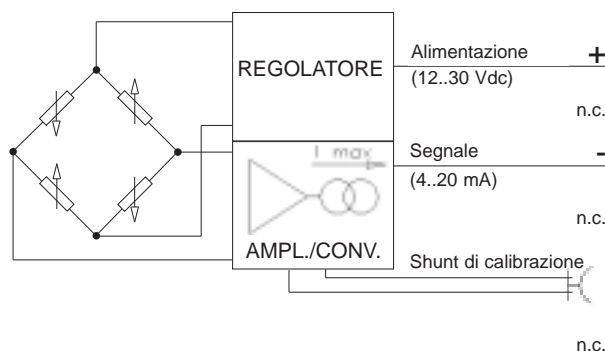 REGOLATORE
Alimentazione +
(12..30 Vdc)
n.c.
I max
Segnale -
(4..20 mA)
n.c.
AMPL./CONV.
Shunt di calibrazione
n.c.